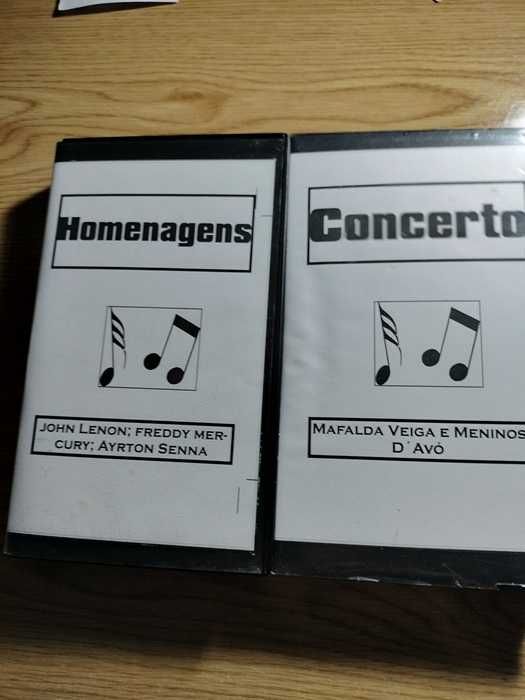 Homenagens
JOHN LENON; FREDDY MER-
CURY; AYRTON SENNA
Concerto
MAFALDA VEIGA E MENINOS
D´AVÓ